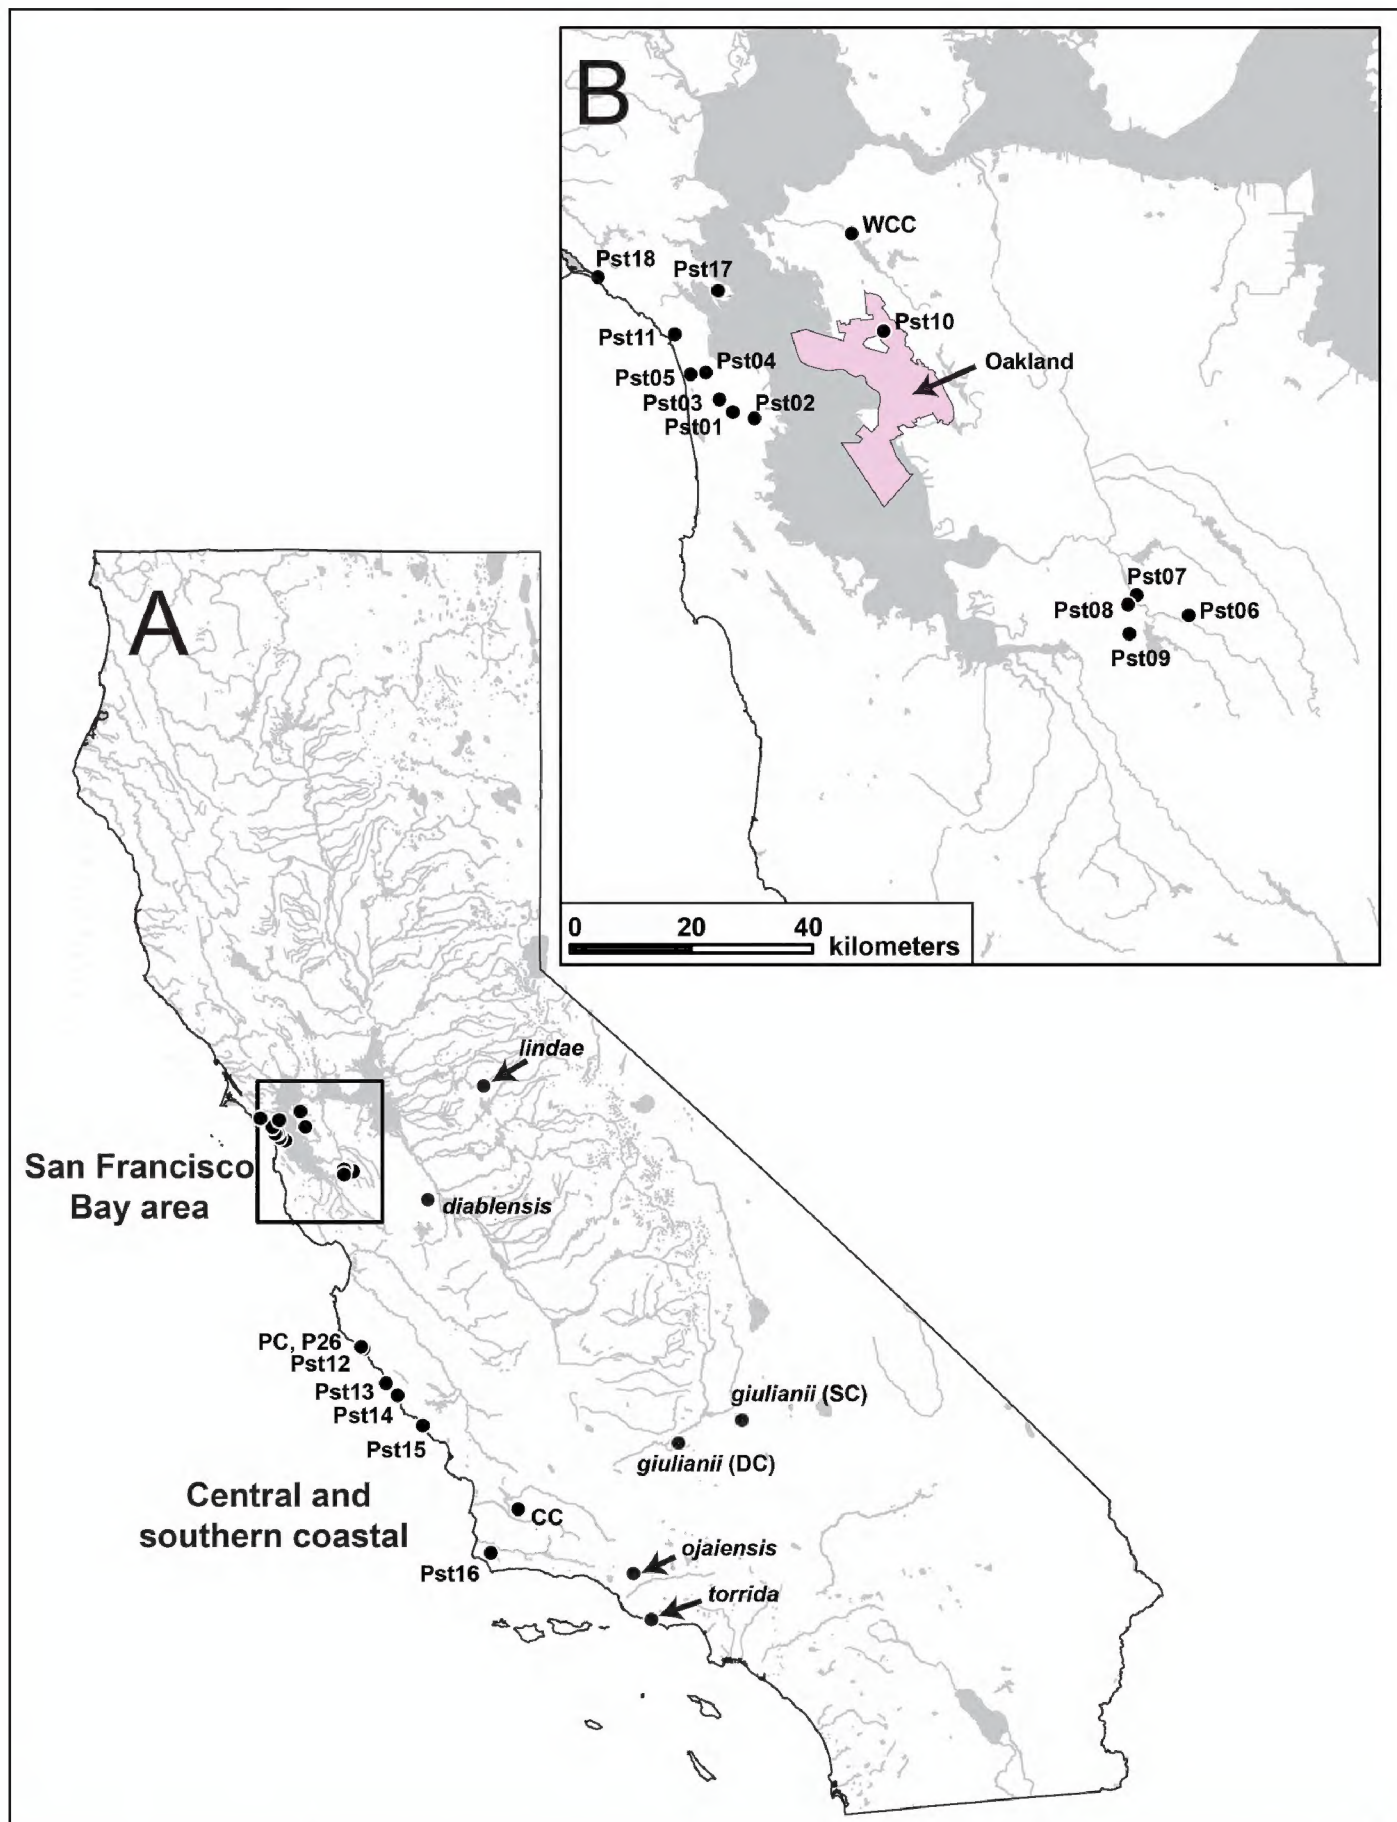 B
WCC
Pst18
Pst17
Pst10
Pst11
Oakland
Pst04
Pst05
Pst03
Pst02
Pst01
Pst07
Pst08
Pst06
Pst09
0 20 40
kilometers
A
lindae
San Francisco
Bay area
diablensis
PC, P26
Pst12
Pst13
Pst14
Pst15
giulianii (SC)
giulianii (DC)
Central and
southern coastal
CC
Pst16
ojaiensis
torrida